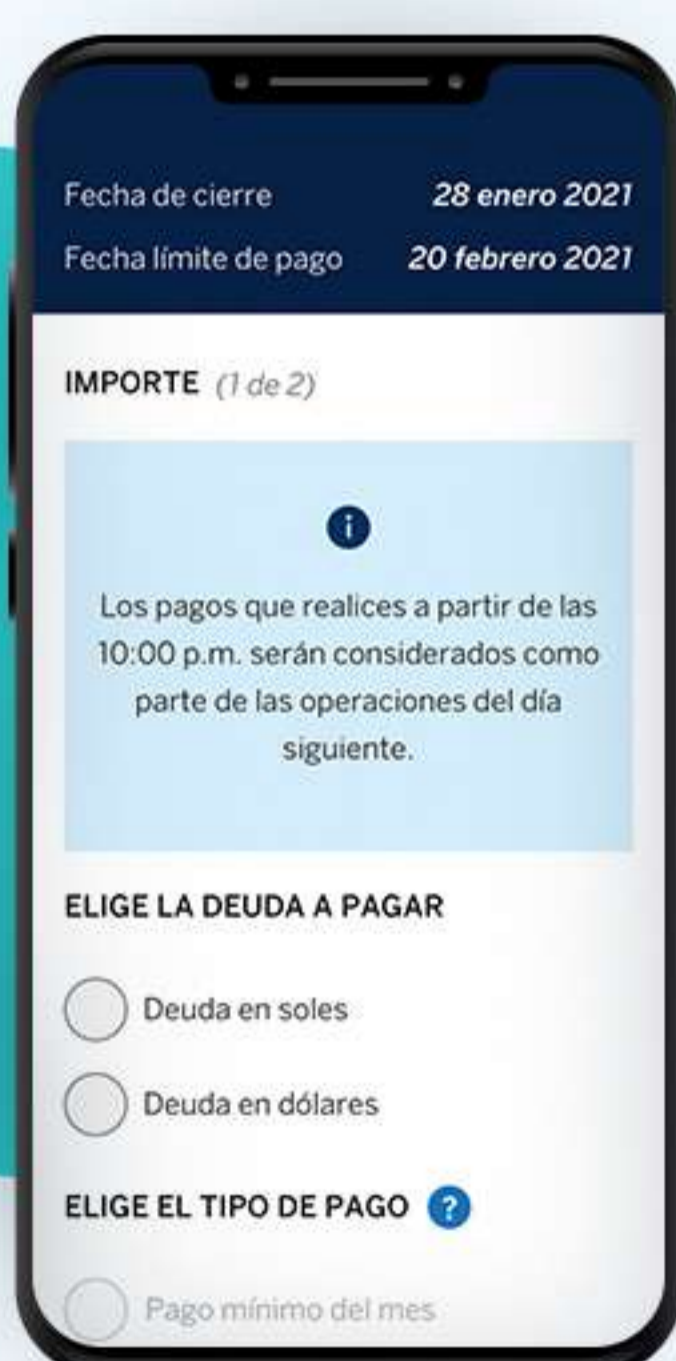 Fecha de cierre 28 enero 2021
Fecha límite de pago 20 febrero 2021
IMPORTE (1 de 2)
i
Los pagos que realices a partir de las
10:00 p.m. serán considerados como
parte de las operaciones del día
siguiente.
ELIGE LA DEUDA A PAGAR
Deuda en soles
Deuda en dólares
ELIGE EL TIPO DE PAGO ?
Pago mínimo del mes